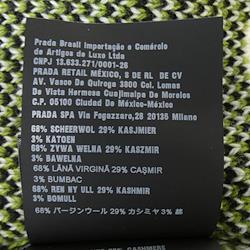 Prada Brasil Importação e Comércio
de Artigos de Luxo Ltda
CNPJ 13.633.271/0001-26
PRADA RETAIL MÉXICO, S DE RL DE CV
AV. Vasco De Quiroga 3800 Col. Lomas
De Vista Hermosa Cuajimalpa De Morelos
C.P. 05100 Ciudad De México-México
PRADA SPA Via Fogazzaro,28 20135 Milano
68% SCHEERWOL 29% KASJMIER
3% KATOEN
68% ZYWA WELNA 29% KASZMIR
3% BAWELNA
68% LÂNĂ VIRGINĂ 29% CAŞMIR
3% BUMBAC
68% REN NY ULL 29% KASHMIR
3% BOMULL
68% バージンウール 29% カシミヤ 3% 綿
CASHMERE